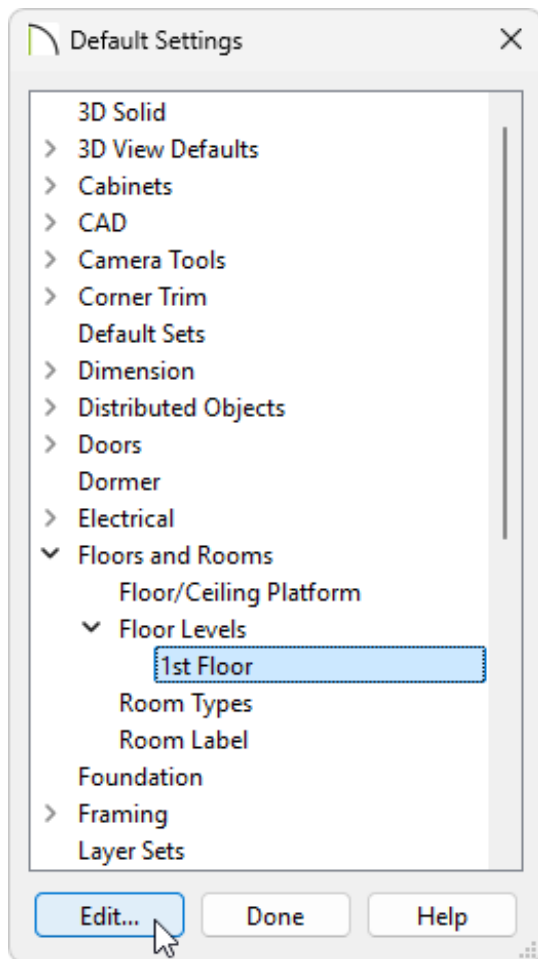 Default Settings
3D Solid
3D View Defaults
Cabinets
CAD
Camera Tools
Corner Trim
Default Sets
Dimension
Distributed Objects
Doors
Dormer
Electrical
Floors and Rooms
Floor/Ceiling Platform
Floor Levels
1st Floor
Room Types
Room Label
Foundation
Framing
Layer Sets
Edit... Done Help